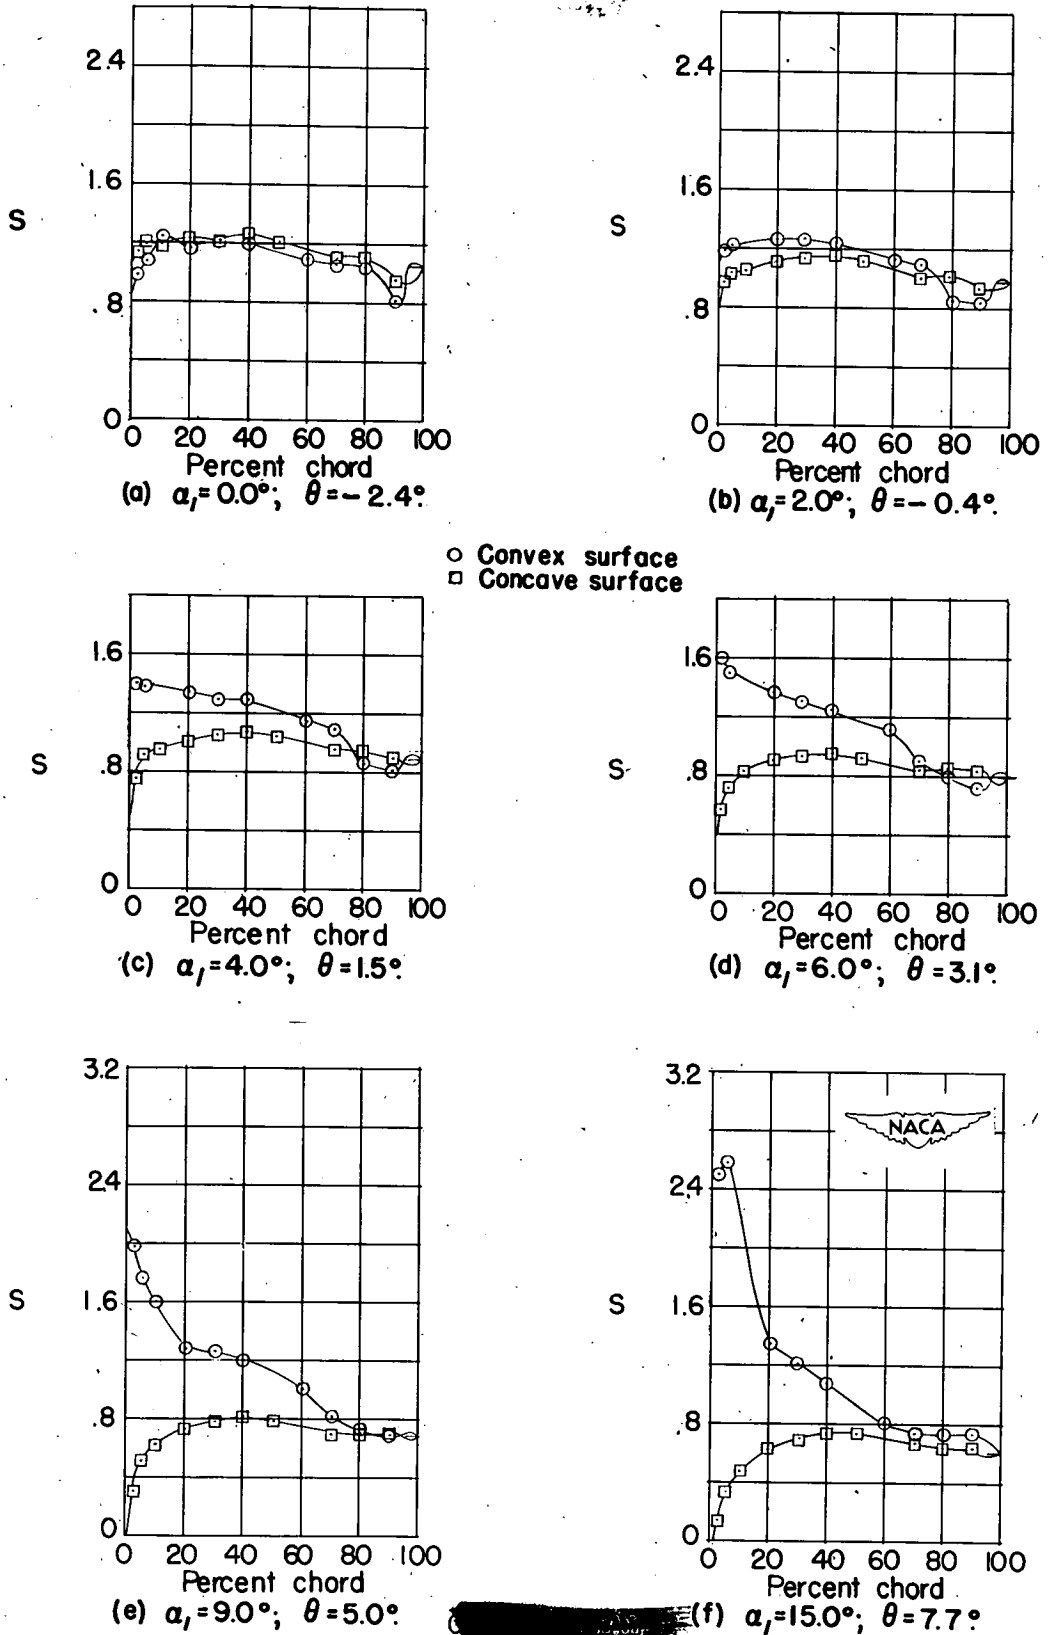 2.4
1.6
S
.8
0
0 20 40 60 80 100
Percent chord
(a) α₁=0.0°; θ=-2.4°.
2.4
1.6
S
.8
0
0 20 40 60 80 100
Percent chord
(b) α₁=2.0°; θ=-0.4°.
○ Convex surface
□ Concave surface
1.6
S
.8
0
0 20 40 60 80 100
Percent chord
(c) α₁=4.0°; θ=1.5°.
1.6
S
.8
0
0 20 40 60 80 100
Percent chord
(d) α₁=6.0°; θ=3.1°.
3.2
2.4
S
1.6
.8
0
0 20 40 60 80 100
Percent chord
(e) α₁=9.0°; θ=5.0°.
3.2
NACA
2.4
S
1.6
.8
0
0 20 40 60 80 100
Percent chord
(f) α₁=15.0°; θ=7.7°.